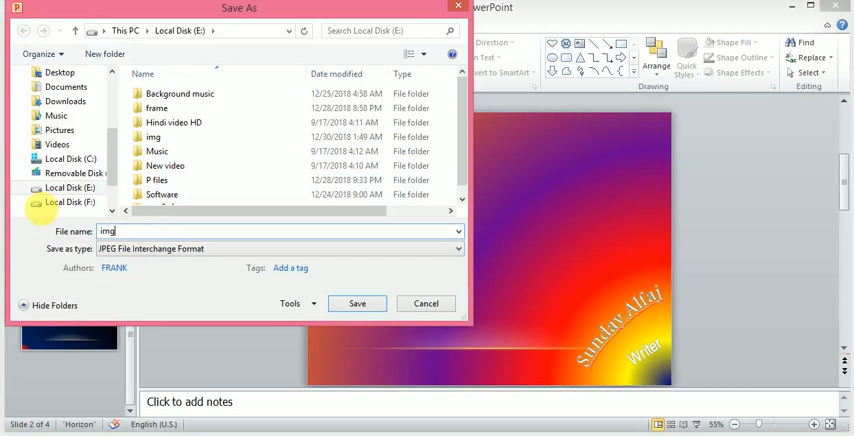 Save As
werPoint
This PC
Local Disk (E:)
Search Local Disk (E:)
Organize
New folder
Name
Date modified
Type
Desktop
Documents
Downloads
Music
Pictures
Videos
Local Disk (C:)
Removable Disk
Local Disk (E:)
Local Disk (F:)
Background music 12/25/2018 4:58 AM File folder
frame 12/28/2018 8:58 PM File folder
Hindi video HD 9/17/2018 4:11 AM File folder
img 12/30/2018 1:49 AM File folder
Music 9/17/2018 4:12 AM File folder
New video 9/17/2018 4:10 AM File folder
P files 12/28/2018 9:33 PM File folder
Software 12/24/2018 9:00 AM File folder
File name: img
Save as type: JPEG File Interchange Format
Authors: FRANK
Tags: Add a tag
Hide Folders
Tools
Save
Cancel
Direction
n Text
vert to SmartArt
Arrange
Quick
Styles
Shape Fill
Shape Outline
Shape Effects
Drawing
Find
Replace
Select
Editing
Sunday Alfaj
Writer
Click to add notes
Slide 2 of 4
"Horizon"
English (U.S.)
55%